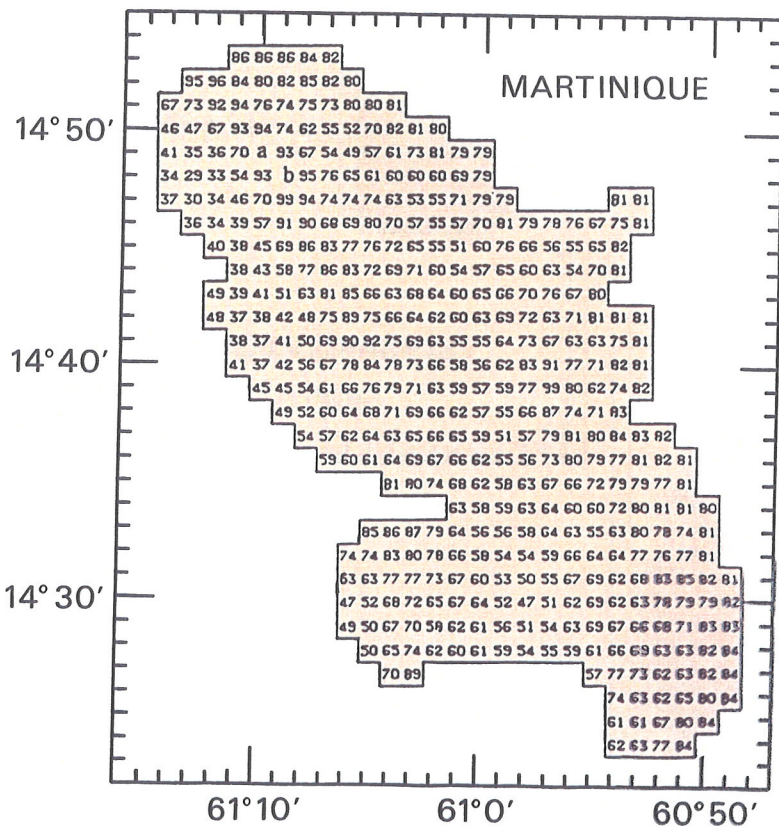 MARTINIQUE
86 86 86 84 82
95 96 84 80 82 85 82 80
67 73 92 94 76 74 75 73 80 80 81
14°50′
46 47 67 93 94 74 62 55 52 70 82 81 80
41 35 36 70 a 93 67 54 49 57 61 73 81 79 79
34 29 33 54 93 b 95 76 65 61 60 60 60 69 79
37 30 34 46 70 99 94 74 74 74 63 53 55 71 79 79 81 81
36 34 39 57 91 90 68 69 80 70 57 55 57 70 81 79 78 76 67 75 81
40 38 45 69 86 83 77 76 72 65 55 51 60 76 66 56 55 65 82
38 43 58 77 86 83 72 69 71 60 54 57 65 60 63 54 70 81
49 39 41 51 63 81 85 66 63 68 64 60 65 66 70 76 67 80
48 37 38 42 48 75 89 75 66 64 62 60 63 69 72 63 71 81 81 81
38 37 41 50 69 90 92 75 69 63 55 55 64 73 67 63 63 75 81
14°40′
41 37 42 56 67 78 84 78 73 66 58 56 62 83 91 77 71 82 81
45 45 54 61 66 76 79 71 63 59 57 59 77 99 80 62 74 82
49 52 60 64 68 71 69 66 62 57 55 66 87 74 71 83
54 57 62 64 63 65 66 65 59 51 57 79 81 80 84 83 82
59 60 61 64 69 67 66 62 55 56 73 80 79 77 81 82 81
81 80 74 68 62 58 63 67 66 72 79 79 77 81
63 58 59 63 64 60 60 72 80 81 81 80
85 86 87 79 64 56 56 58 64 63 55 63 80 78 74 81
74 74 83 80 78 66 58 54 54 59 66 64 64 77 76 77 81
63 63 77 77 73 67 60 53 50 55 67 69 62 68 83 85 82 81
14°30′
47 52 68 72 65 67 64 52 47 51 62 69 62 63 78 79 79 82
49 50 67 70 58 62 61 56 51 54 63 69 67 66 68 71 83 83
50 65 74 62 60 61 59 54 55 59 61 66 69 63 63 82 84
70 89 57 77 73 62 63 82 84
74 63 62 65 80 84
61 61 67 80 84
62 63 77 84
61°10′ 61°0′ 60°50′